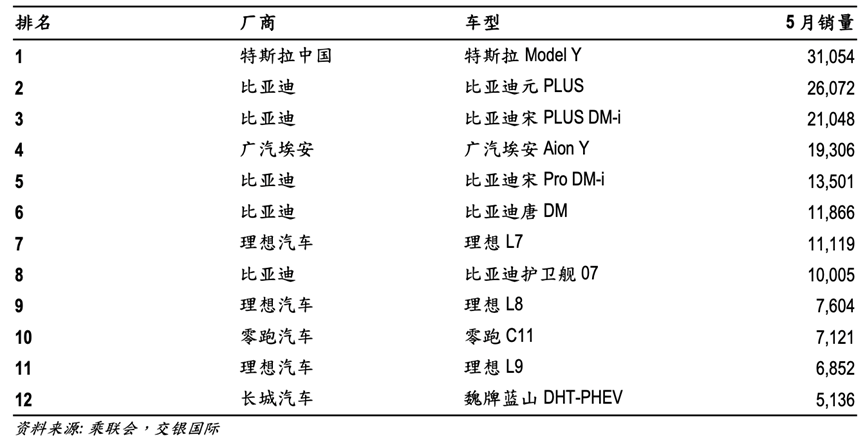 排名 厂商 车型 5月销量
1 特斯拉中国 特斯拉 Model Y 31,054
2 比亚迪 比亚迪元 PLUS 26,072
3 比亚迪 比亚迪宋 PLUS DM-i 21,048
4 广汽埃安 广汽埃安 Aion Y 19,306
5 比亚迪 比亚迪宋 Pro DM-i 13,501
6 比亚迪 比亚迪唐 DM 11,866
7 理想汽车 理想 L7 11,119
8 比亚迪 比亚迪护卫舰 07 10,005
9 理想汽车 理想 L8 7,604
10 零跑汽车 零跑 C11 7,121
11 理想汽车 理想 L9 6,852
12 长城汽车 魏牌蓝山 DHT-PHEV 5,136
资料来源: 乘联会，交银国际